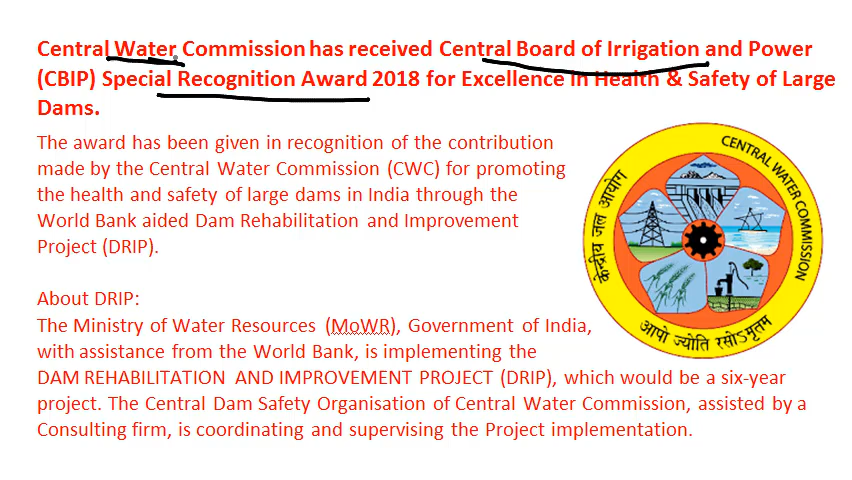 Central Water Commission has received Central Board of Irrigation and Power
(CBIP) Special Recognition Award 2018 for Excellence in Health & Safety of Large
Dams.
The award has been given in recognition of the contribution
made by the Central Water Commission (CWC) for promoting
the health and safety of large dams in India through the
World Bank aided Dam Rehabilitation and Improvement
Project (DRIP).
About DRIP:
The Ministry of Water Resources (MoWR), Government of India,
with assistance from the World Bank, is implementing the
DAM REHABILITATION AND IMPROVEMENT PROJECT (DRIP), which would be a six-year
project. The Central Dam Safety Organisation of Central Water Commission, assisted by a
Consulting firm, is coordinating and supervising the Project implementation.
केन्द्रीय जल आयोग
CENTRAL WATER COMMISSION
आपो ज्योति रसोऽमृतम